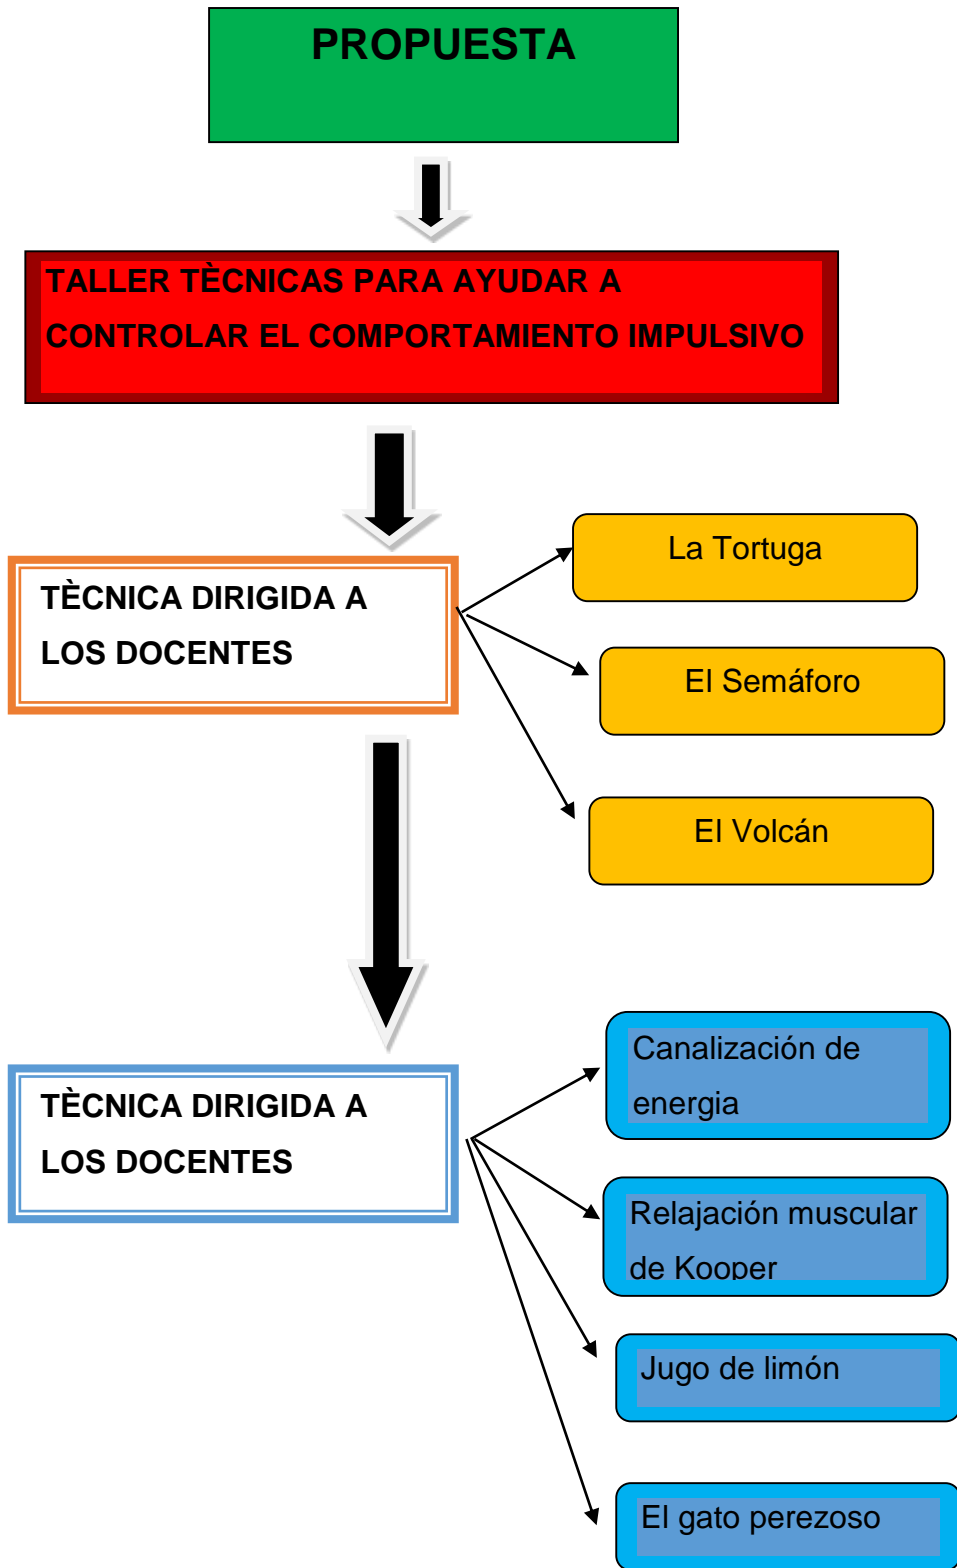 PROPUESTA
TALLER TÈCNICAS PARA AYUDAR A
CONTROLAR EL COMPORTAMIENTO IMPULSIVO
TÈCNICA DIRIGIDA A
LOS DOCENTES
La Tortuga
El Semáforo
El Volcán
TÈCNICA DIRIGIDA A
LOS DOCENTES
Canalización de
energia
Relajación muscular
de Kooper
Jugo de limón
El gato perezoso